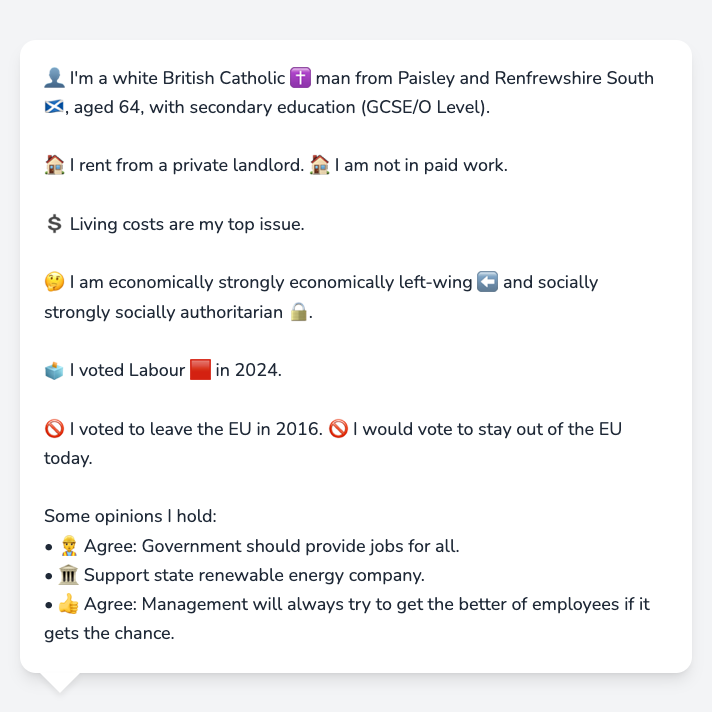 👤 I'm a white British Catholic ✝️ man from Paisley and Renfrewshire South
🏴󠁧󠁢󠁳󠁣󠁴󠁿, aged 64, with secondary education (GCSE/O Level).
🏠 I rent from a private landlord. 🏠 I am not in paid work.
💲 Living costs are my top issue.
🤔 I am economically strongly economically left-wing ⬅️ and socially
strongly socially authoritarian 🔒.
🗳️ I voted Labour 🟥 in 2024.
🚫 I voted to leave the EU in 2016. 🚫 I would vote to stay out of the EU
today.
Some opinions I hold:
• 👷 Agree: Government should provide jobs for all.
• 🏛️ Support state renewable energy company.
• 👍 Agree: Management will always try to get the better of employees if it
gets the chance.